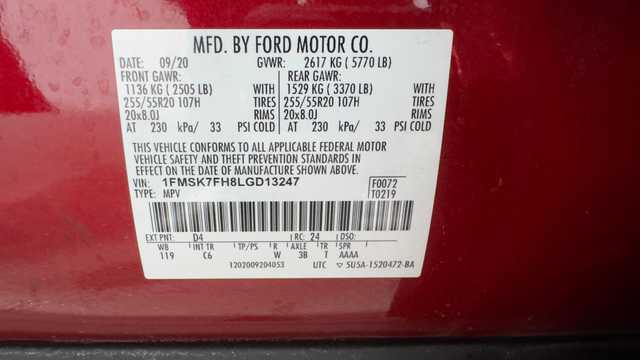 MFD. BY FORD MOTOR CO.
DATE: 09/20 GVWR: 2617 KG ( 5770 LB)
FRONT GAWR: REAR GAWR:
1136 KG ( 2505 LB) WITH 1529 KG ( 3370 LB) WITH
255/55R20 107H TIRES 255/55R20 107H TIRES
20x8.0J RIMS 20x8.0J RIMS
AT 230 kPa/ 33 PSI COLD AT 230 kPa/ 33 PSI COLD
THIS VEHICLE CONFORMS TO ALL APPLICABLE FEDERAL MOTOR
VEHICLE SAFETY AND THEFT PREVENTION STANDARDS IN
EFFECT ON THE DATE OF MANUFACTURE SHOWN ABOVE.
VIN: 1FMSK7FH8LGD13247 F0072
TYPE: MPV T0219
EXT PNT: D4 RC: 24 DSO:
WB INT TR TP/PS R AXLE TR SPR
119 C6 W 3B T AAAA
1202009204053 UTC 5U5A-1520472-BA